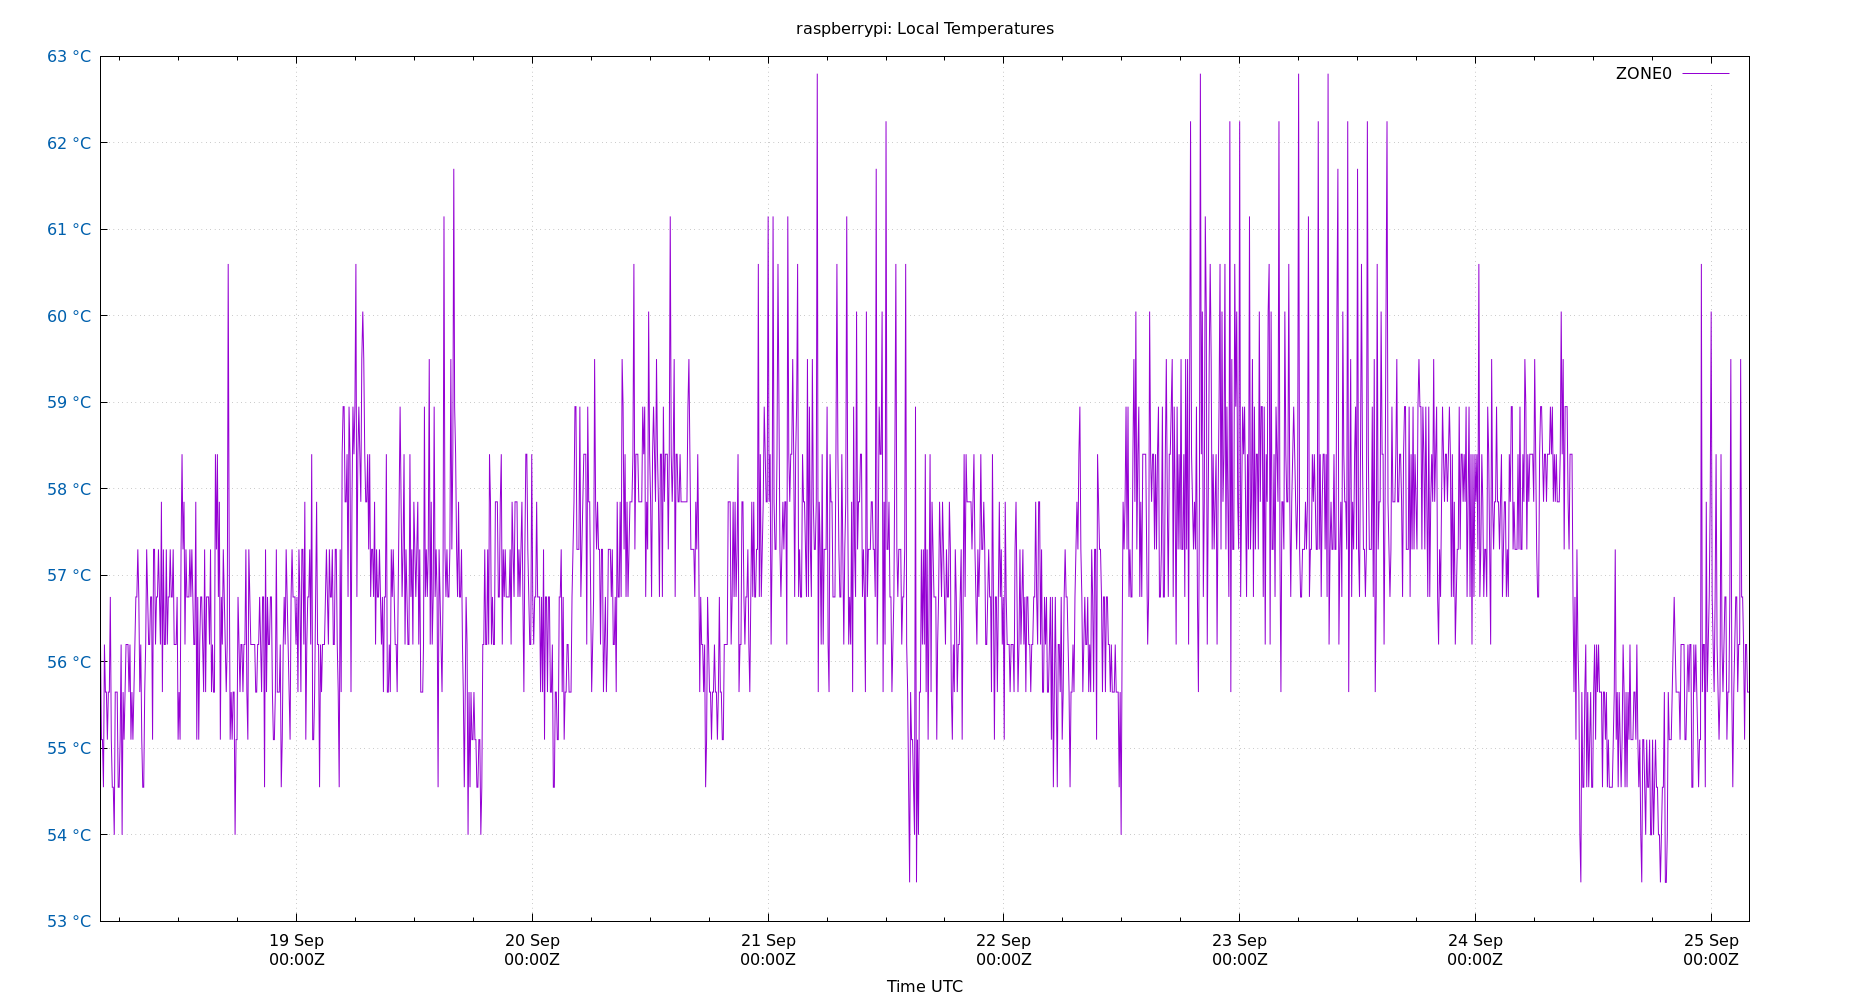 raspberrypi: Local Temperatures
63 °C
62 °C
61 °C
60 °C
59 °C
58 °C
57 °C
56 °C
55 °C
54 °C
53 °C
ZONE0
19 Sep
00:00Z
20 Sep
00:00Z
21 Sep
00:00Z
22 Sep
00:00Z
23 Sep
00:00Z
24 Sep
00:00Z
25 Sep
00:00Z
Time UTC